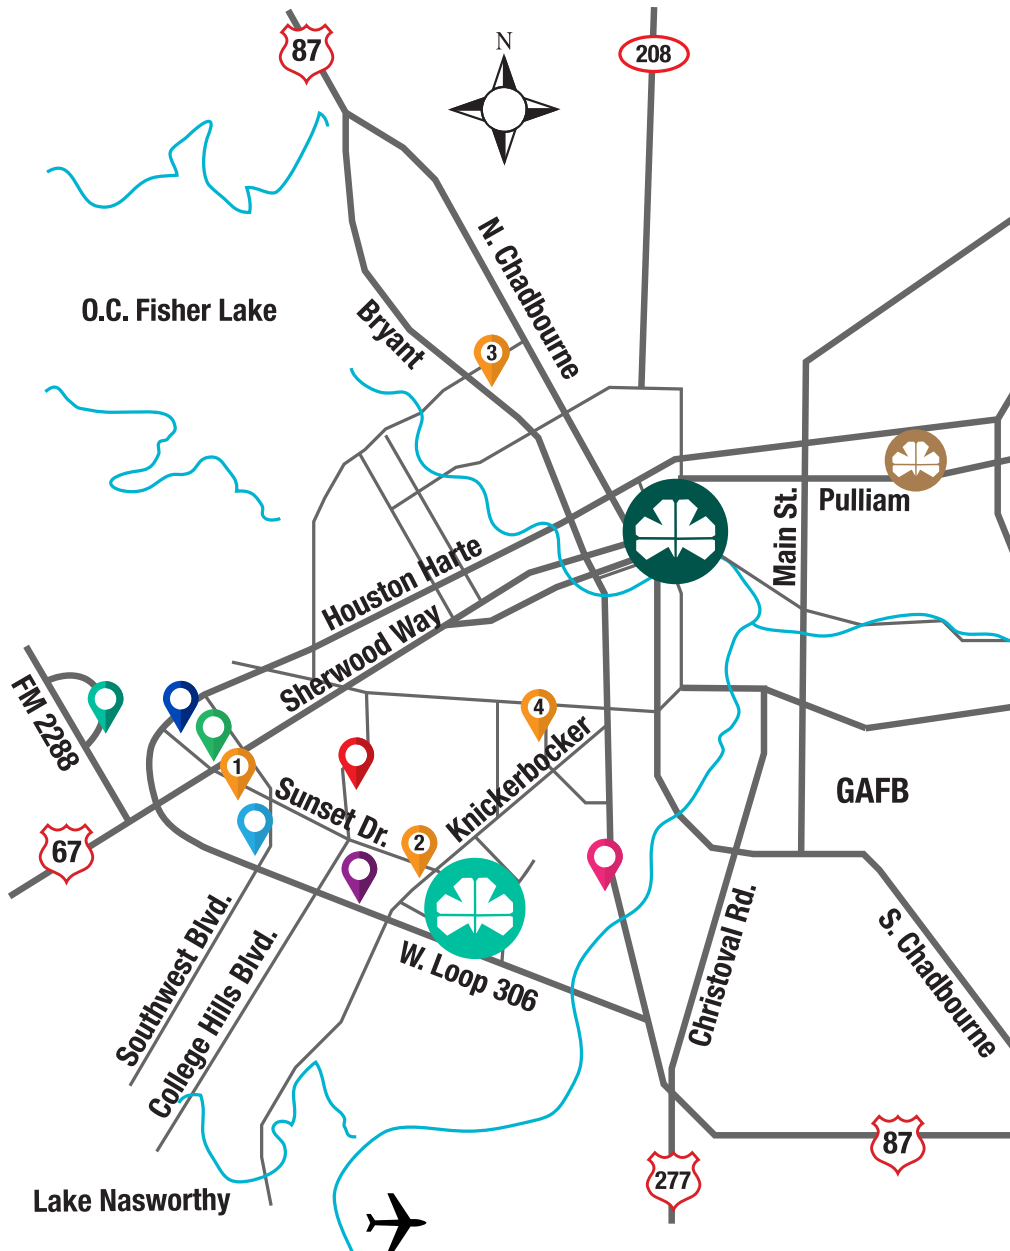 87
N
208
N. Chadbourne
O.C. Fisher Lake
Bryant
3
Pulliam
Main St.
Houston Harte
Sherwood Way
FM 2288
4
1
Knickerbocker
Sunset Dr.
GAFB
67
2
Southwest Blvd.
College Hills Blvd.
W. Loop 306
Christoval Rd.
S. Chadbourne
87
277
Lake Nasworthy